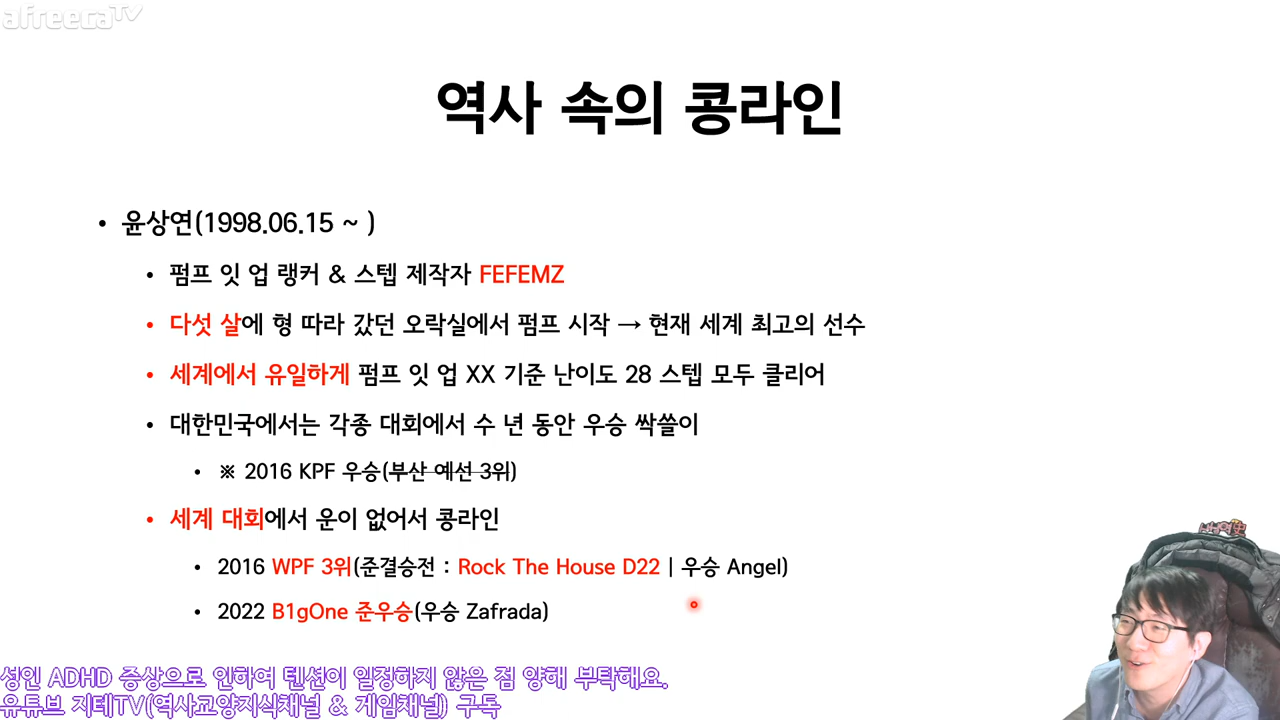 afreecaTV
역사 속의 콩라인
• 윤상연(1998.06.15 ~ )
• 펌프 잇 업 랭커 & 스텝 제작자 FEFEMZ
• 다섯 살에 형 따라 갔던 오락실에서 펌프 시작 → 현재 세계 최고의 선수
• 세계에서 유일하게 펌프 잇 업 XX 기준 난이도 28 스텝 모두 클리어
• 대한민국에서는 각종 대회에서 수 년 동안 우승 싹쓸이
• ※ 2016 KPF 우승(부산 예선 3위)
• 세계 대회에서 운이 없어서 콩라인
• 2016 WPF 3위(준결승전 : Rock The House D22 | 우승 Angel)
• 2022 B1gOne 준우승(우승 Zafrada)
성인 ADHD 증상으로 인하여 텐션이 일정하지 않은 점 양해 부탁해요.
유튜브 지테TV(역사교양지식채널 & 게임채널) 구독